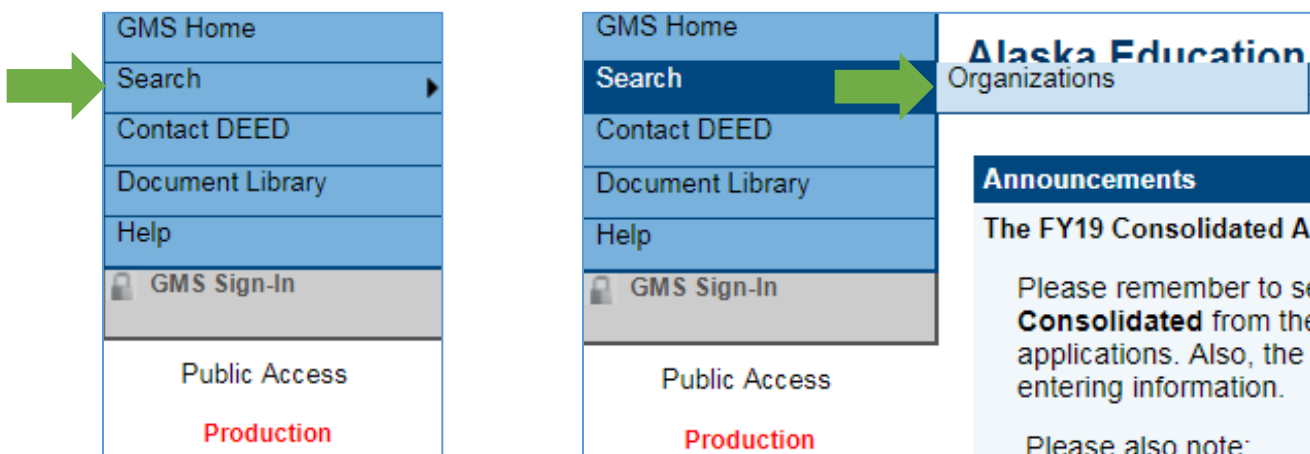 GMS Home
Search
Contact DEED
Document Library
Help
GMS Sign-In
Public Access
Production
GMS Home
Search
Contact DEED
Document Library
Help
GMS Sign-In
Public Access
Production
Alaska Education
Organizations
Announcements
The FY19 Consolidated A
Please remember to se
Consolidated from the
applications. Also, the
entering information.
Please also note: